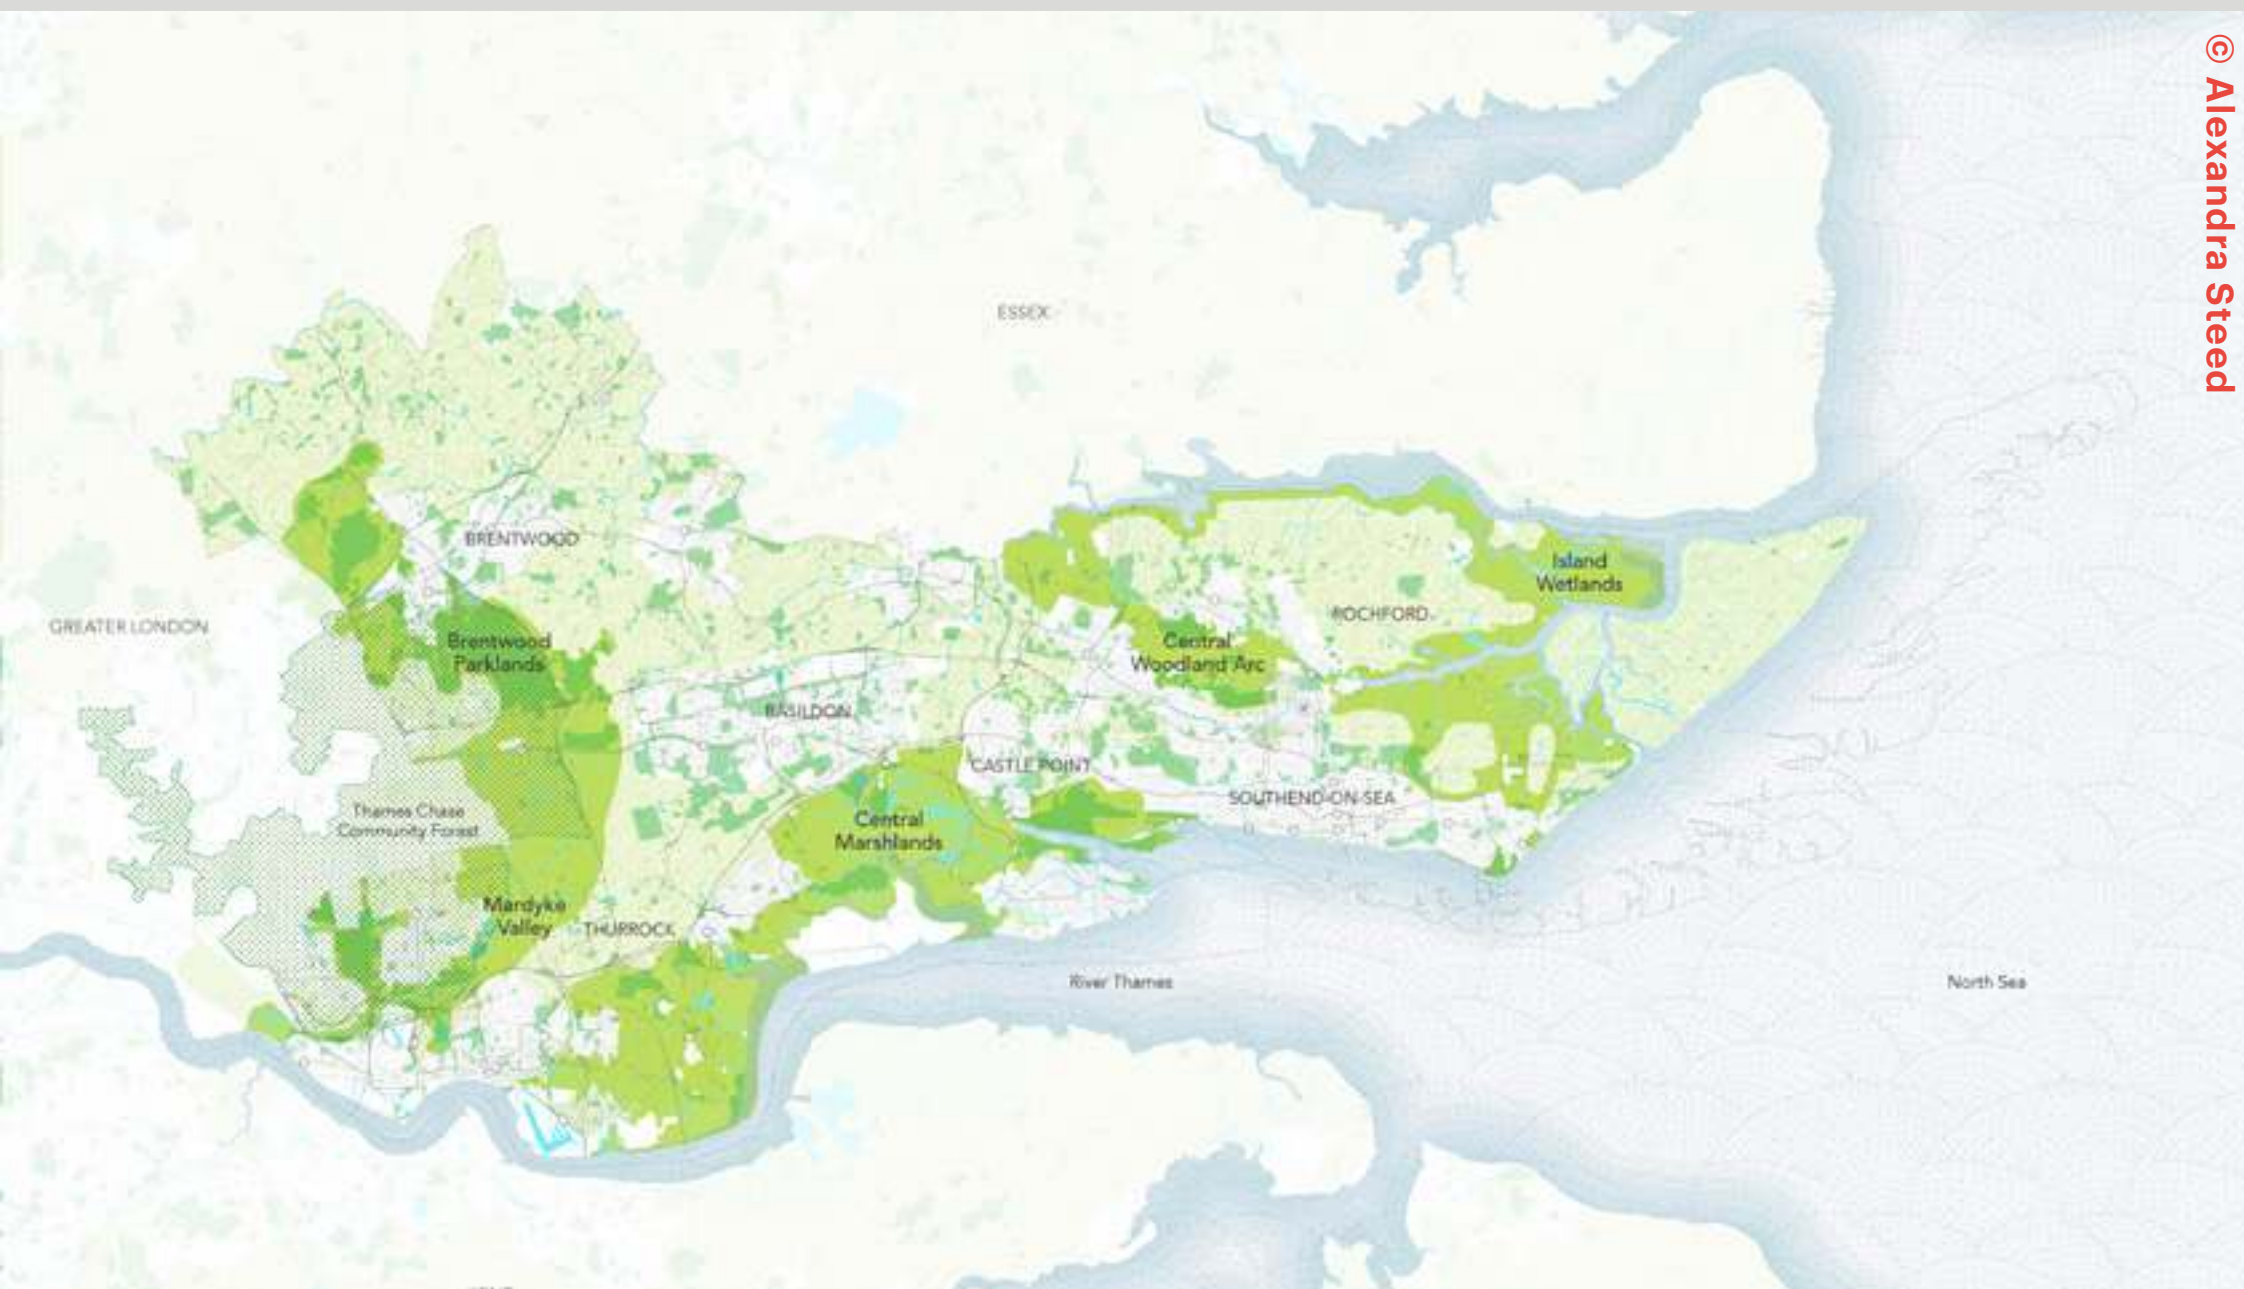 © Alexandra Steed
ESSEX
BRENTWOOD
Island
Wetlands
ROCHFORD
GREATER LONDON
Brentwood
Parklands
Central
Woodland Arc
BASILDON
CASTLE POINT
SOUTHEND-ON-SEA
Thames Chase
Community Forest
Central
Marshlands
Mardyke
Valley
THURROCK
River Thames
North Sea